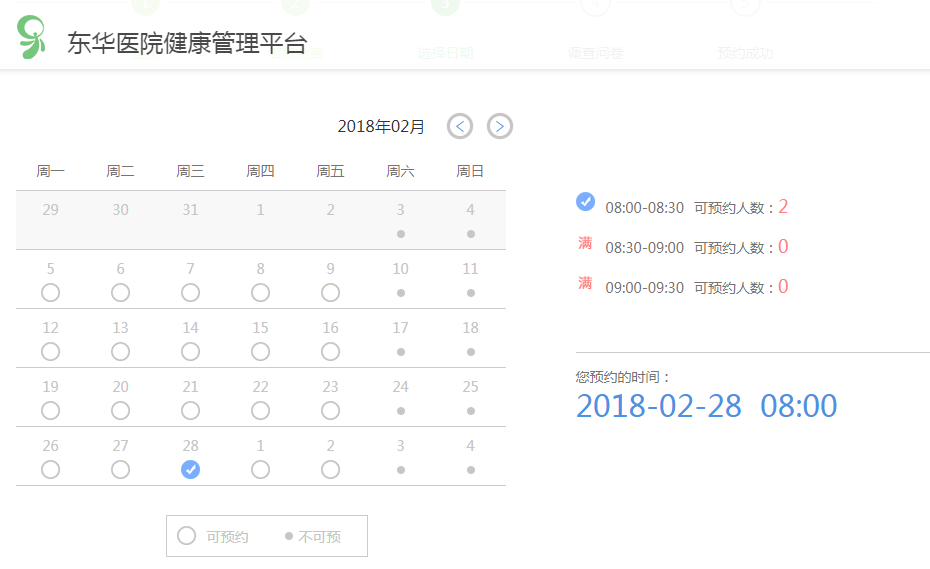 东华医院健康管理平台
选择日期
调查问卷
预约成功
2018年02月
周一 周二 周三 周四 周五 周六 周日
29 30 31 1 2 3 4
5 6 7 8 9 10 11
12 13 14 15 16 17 18
19 20 21 22 23 24 25
26 27 28 1 2 3 4
可预约 不可预
08:00-08:30 可预约人数：2
满 08:30-09:00 可预约人数：0
满 09:00-09:30 可预约人数：0
您预约的时间：
2018-02-28 08:00